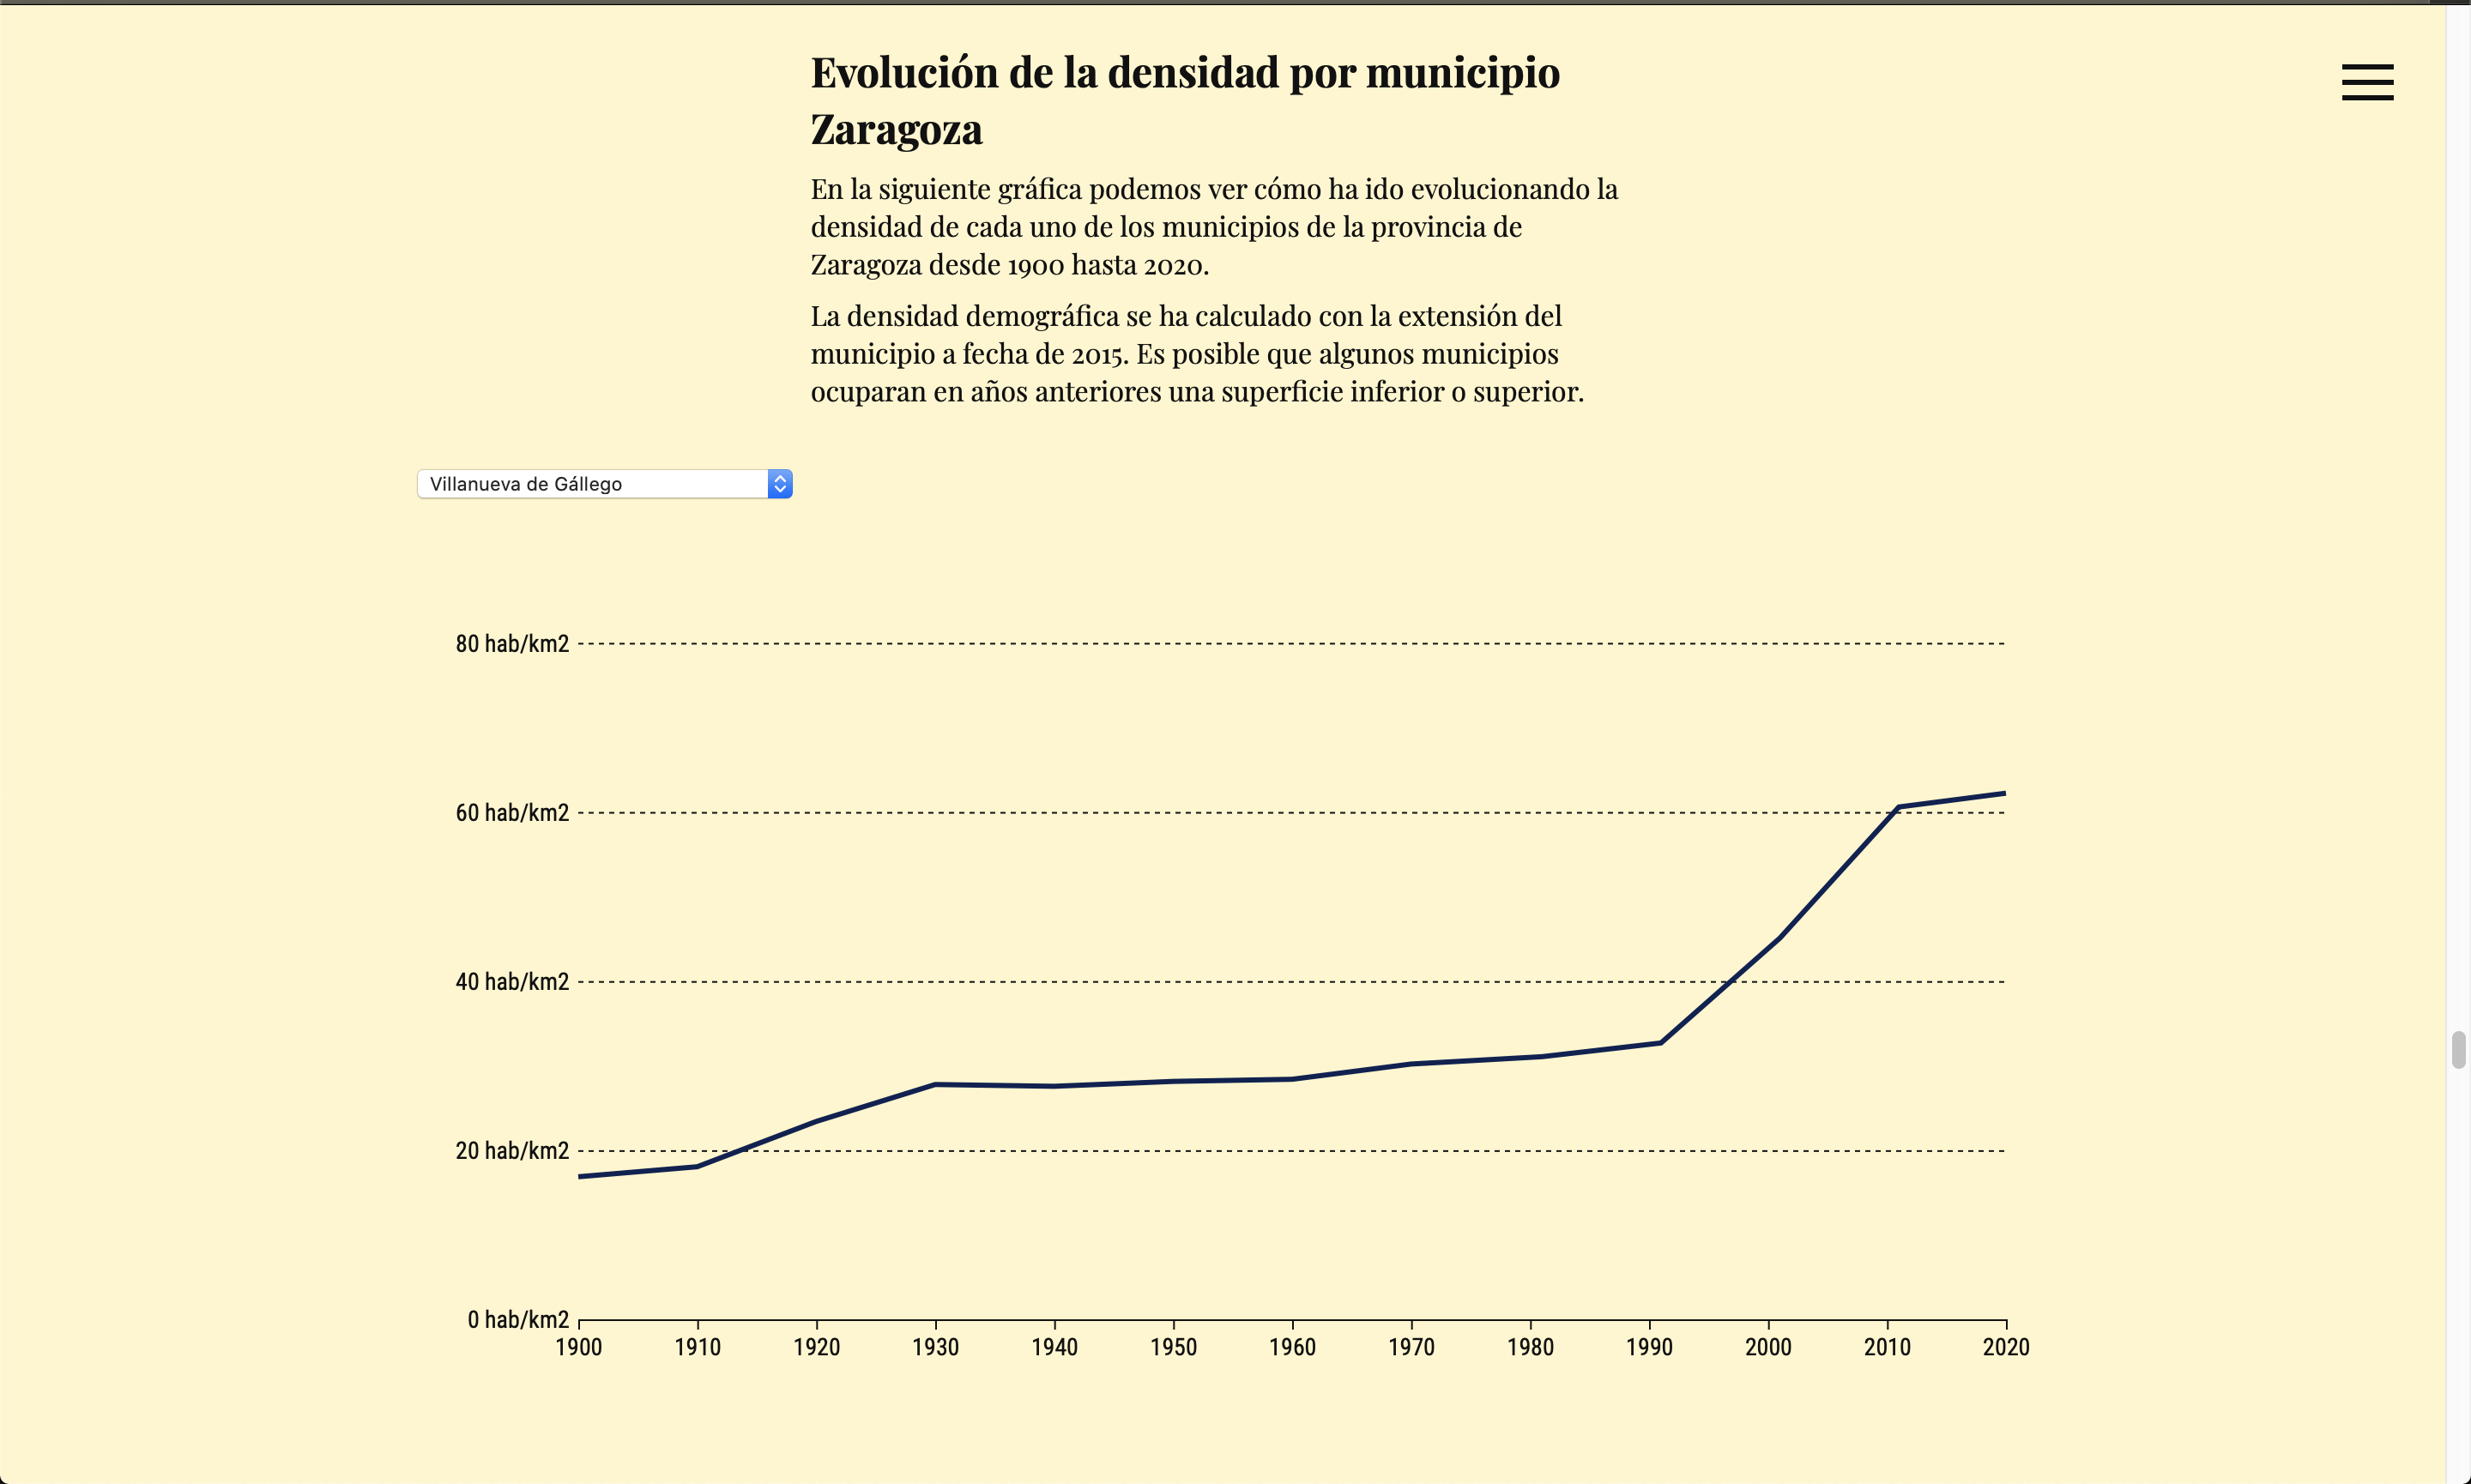 Evolución de la densidad por municipio
Zaragoza
En la siguiente gráfica podemos ver cómo ha ido evolucionando la
densidad de cada uno de los municipios de la provincia de
Zaragoza desde 1900 hasta 2020.
La densidad demográfica se ha calculado con la extensión del
municipio a fecha de 2015. Es posible que algunos municipios
ocuparan en años anteriores una superficie inferior o superior.
Villanueva de Gállego
80 hab/km2
60 hab/km2
40 hab/km2
20 hab/km2
0 hab/km2
1900 1910 1920 1930 1940 1950 1960 1970 1980 1990 2000 2010 2020